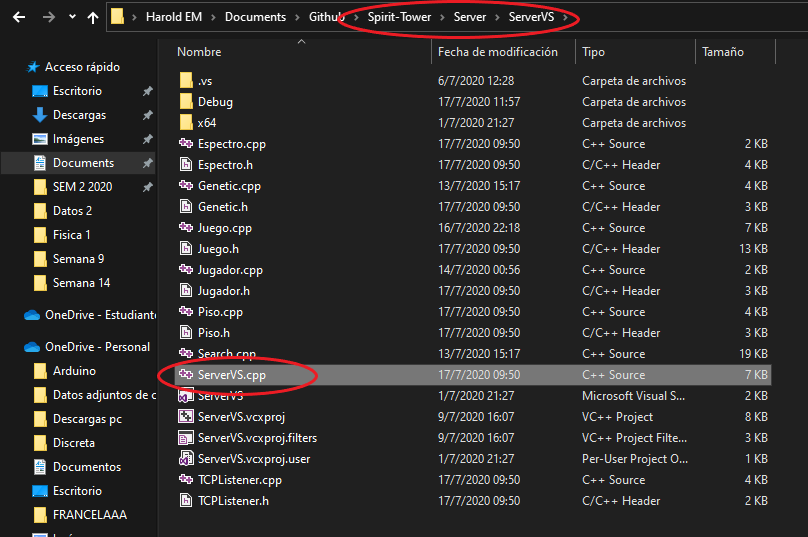 Harold EM > Documents > Github > Spirit-Tower > Server > ServerVS >
Nombre Fecha de modificación Tipo Tamaño
Acceso rápido
Escritorio
Descargas
Imágenes
Documents
SEM 2 2020
Datos 2
Fisica 1
Semana 9
Semana 14
OneDrive - Estudiante
OneDrive - Personal
Arduino
Datos adjuntos de c
Descargas pc
Discreta
Documentos
Escritorio
FRANCELAAA
.vs 6/7/2020 12:28 Carpeta de archivos
Debug 17/7/2020 11:57 Carpeta de archivos
x64 1/7/2020 21:27 Carpeta de archivos
Espectro.cpp 17/7/2020 09:50 C++ Source 2 KB
Espectro.h 17/7/2020 09:50 C/C++ Header 4 KB
Genetic.cpp 13/7/2020 15:17 C++ Source 4 KB
Genetic.h 17/7/2020 09:50 C/C++ Header 3 KB
Juego.cpp 16/7/2020 22:18 C++ Source 7 KB
Juego.h 17/7/2020 09:50 C/C++ Header 13 KB
Jugador.cpp 14/7/2020 00:56 C++ Source 2 KB
Jugador.h 17/7/2020 09:50 C/C++ Header 3 KB
Piso.cpp 17/7/2020 09:50 C++ Source 4 KB
Piso.h 17/7/2020 09:50 C/C++ Header 3 KB
Search.cpp 13/7/2020 15:17 C++ Source 19 KB
ServerVS.cpp 17/7/2020 09:50 C++ Source 7 KB
ServerVS 1/7/2020 21:27 Microsoft Visual S... 2 KB
ServerVS.vcxproj 9/7/2020 16:07 VC++ Project 8 KB
ServerVS.vcxproj.filters 9/7/2020 16:07 VC++ Project Filte... 3 KB
ServerVS.vcxproj.user 1/7/2020 21:27 Per-User Project O... 1 KB
TCPListener.cpp 17/7/2020 09:50 C++ Source 4 KB
TCPListener.h 17/7/2020 09:50 C/C++ Header 2 KB